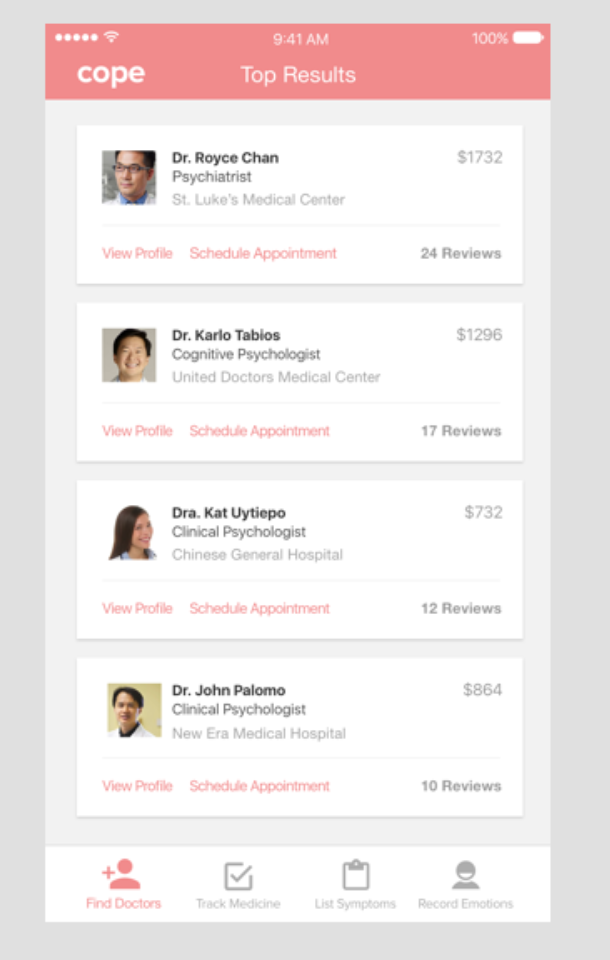 9:41 AM 100%
cope Top Results
Dr. Royce Chan $1732
Psychiatrist
St. Luke's Medical Center
View Profile Schedule Appointment 24 Reviews
Dr. Karlo Tabios $1296
Cognitive Psychologist
United Doctors Medical Center
View Profile Schedule Appointment 17 Reviews
Dra. Kat Uytiepo $732
Clinical Psychologist
Chinese General Hospital
View Profile Schedule Appointment 12 Reviews
Dr. John Palomo $864
Clinical Psychologist
New Era Medical Hospital
View Profile Schedule Appointment 10 Reviews
Find Doctors Track Medicine List Symptoms Record Emotions